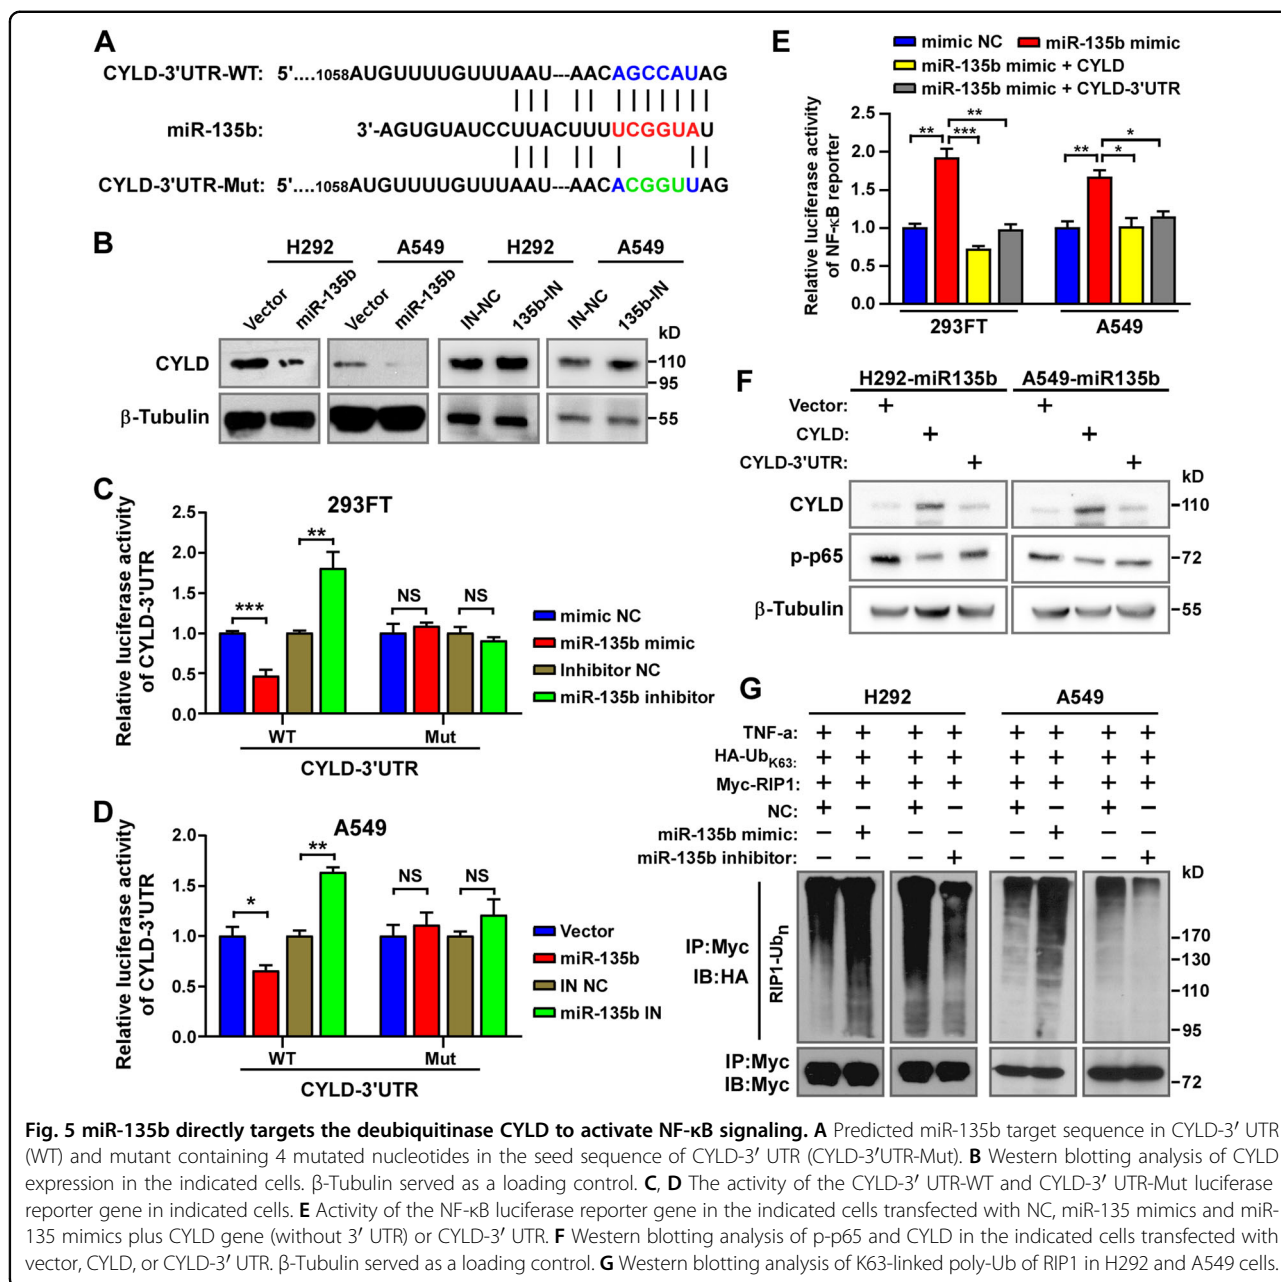 A
CYLD-3'UTR-WT: 5'....1058AUGUUUUGUUUAAU---AACAGCCAUAG
miR-135b: 3'-AGUGUAUCCUUACUUUUCGGUAU
CYLD-3'UTR-Mut: 5'....1058AUGUUUUGUUUAAU---AACACGGUUAG
B
H292 A549 H292 A549
Vector miR-135b Vector miR-135b IN-NC 135b-IN IN-NC 135b-IN
kD
CYLD
110
95
β-Tubulin
55
C
293FT
Relative luciferase activity
of CYLD-3'UTR
2.5
2.0
1.5
1.0
0.5
0.0
*** ** NS NS
WT Mut
CYLD-3'UTR
mimic NC
miR-135b mimic
Inhibitor NC
miR-135b inhibitor
D
A549
Relative luciferase activity
of CYLD-3'UTR
2.0
1.5
1.0
0.5
0.0
* ** NS NS
WT Mut
CYLD-3'UTR
Vector
miR-135b
IN NC
miR-135b IN
E
mimic NC miR-135b mimic
miR-135b mimic + CYLD
miR-135b mimic + CYLD-3'UTR
Relative luciferase activity
of NF-κB reporter
2.5
2.0
1.5
1.0
0.5
0.0
** *** ** ** * *
293FT A549
F
H292-miR135b A549-miR135b
Vector: + +
CYLD: + +
CYLD-3'UTR: + +
kD
CYLD
110
p-p65
72
β-Tubulin
55
G
H292 A549
TNF-a: + + + + + + + +
HA-UbK63: + + + + + + + +
Myc-RIP1: + + + + + + + +
NC: + − + − + − + −
miR-135b mimic: − + − − − + − −
miR-135b inhibitor: − − − + − − − +
kD
IP:Myc
IB:HA
RIP1-Ubn
170
130
110
95
IP:Myc
IB:Myc
72
Fig. 5 miR-135b directly targets the deubiquitinase CYLD to activate NF-κB signaling. A Predicted miR-135b target sequence in CYLD-3′ UTR
(WT) and mutant containing 4 mutated nucleotides in the seed sequence of CYLD-3′ UTR (CYLD-3′UTR-Mut). B Western blotting analysis of CYLD
expression in the indicated cells. β-Tubulin served as a loading control. C, D The activity of the CYLD-3′ UTR-WT and CYLD-3′ UTR-Mut luciferase
reporter gene in indicated cells. E Activity of the NF-κB luciferase reporter gene in the indicated cells transfected with NC, miR-135 mimics and miR-
135 mimics plus CYLD gene (without 3′ UTR) or CYLD-3′ UTR. F Western blotting analysis of p-p65 and CYLD in the indicated cells transfected with
vector, CYLD, or CYLD-3′ UTR. β-Tubulin served as a loading control. G Western blotting analysis of K63-linked poly-Ub of RIP1 in H292 and A549 cells.